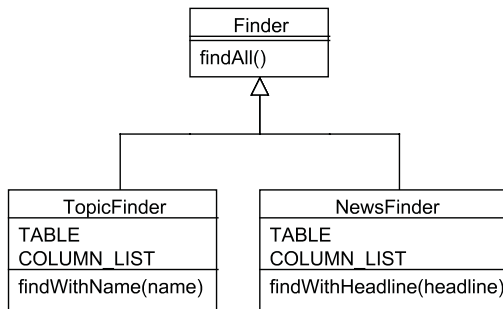 Finder
findAll()
TopicFinder
TABLE
COLUMN_LIST
findWithName(name)
NewsFinder
TABLE
COLUMN_LIST
findWithHeadline(headline)